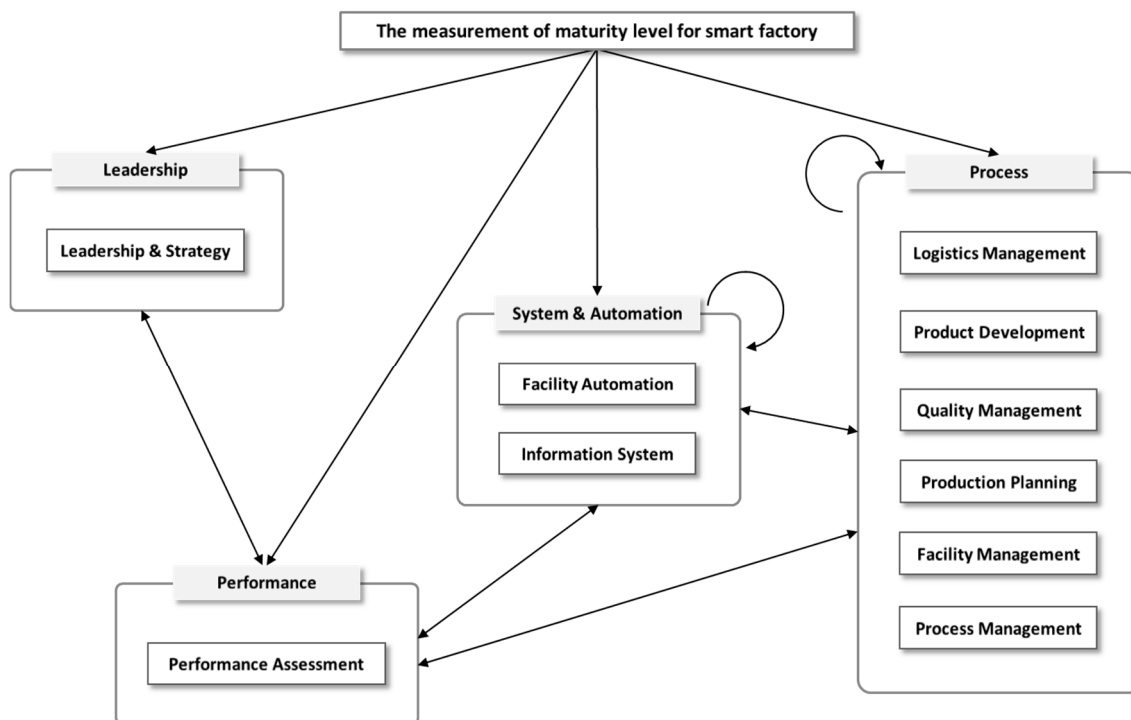 The measurement of maturity level for smart factory
Leadership
Leadership & Strategy
System & Automation
Facility Automation
Information System
Process
Logistics Management
Product Development
Quality Management
Production Planning
Facility Management
Process Management
Performance
Performance Assessment